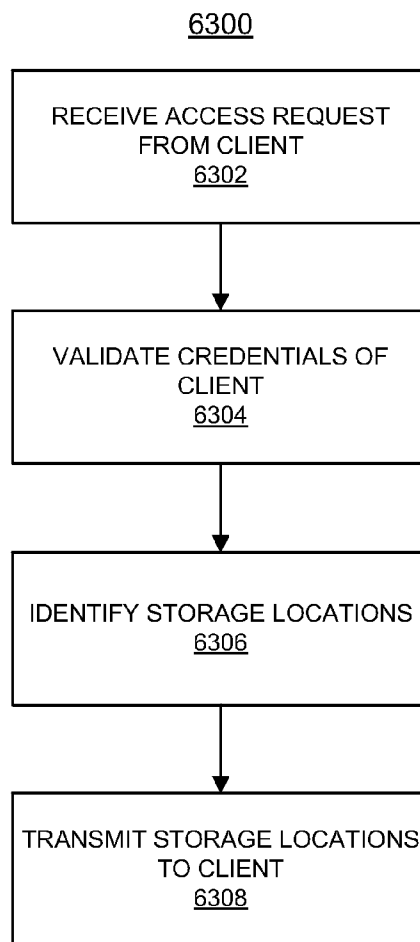 6300
RECEIVE ACCESS REQUEST
FROM CLIENT
6302
VALIDATE CREDENTIALS OF
CLIENT
6304
IDENTIFY STORAGE LOCATIONS
6306
TRANSMIT STORAGE LOCATIONS
TO CLIENT
6308